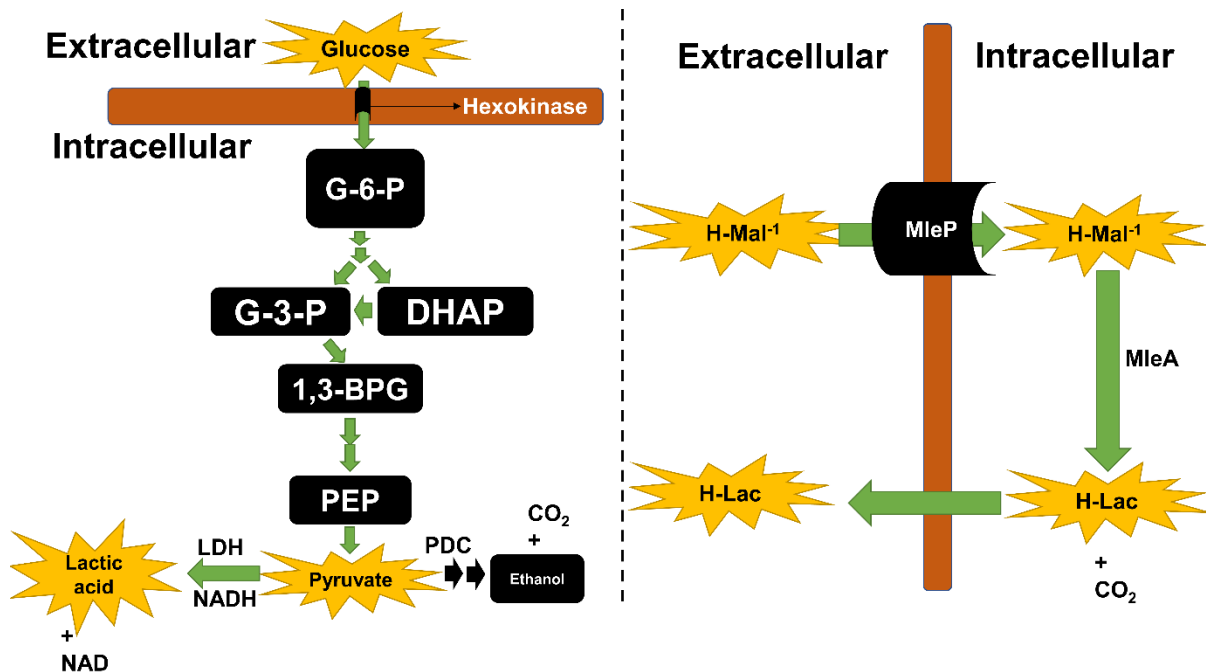 Extracellular
Glucose
Hexokinase
Intracellular
G-6-P
G-3-P
DHAP
1,3-BPG
PEP
CO₂
+
LDH
PDC
Lactic
acid
Pyruvate
Ethanol
NADH
+
NAD
Extracellular
Intracellular
H-Mal⁻¹
MleP
H-Mal⁻¹
MleA
H-Lac
H-Lac
+
CO₂